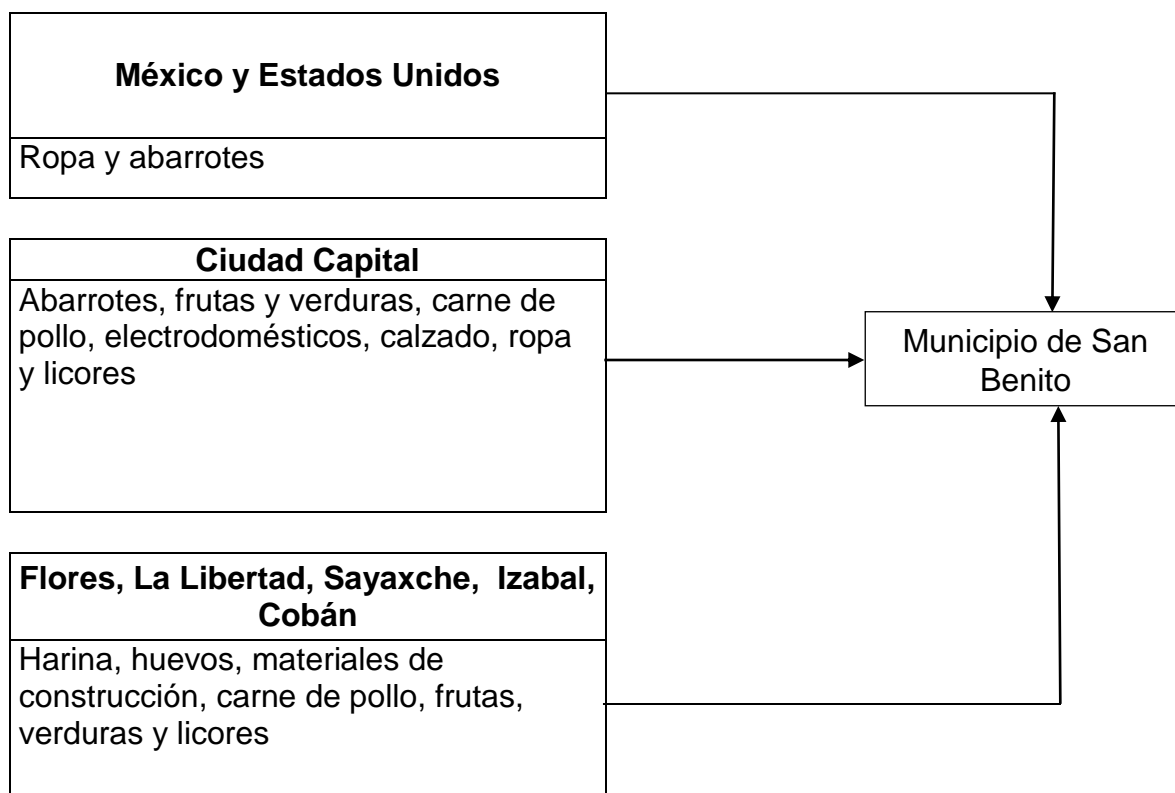 México y Estados Unidos
Ropa y abarrotes
Ciudad Capital
Abarrotes, frutas y verduras, carne de
pollo, electrodomésticos, calzado, ropa
y licores
Municipio de San
Benito
Flores, La Libertad, Sayaxche, Izabal,
Cobán
Harina, huevos, materiales de
construcción, carne de pollo, frutas,
verduras y licores